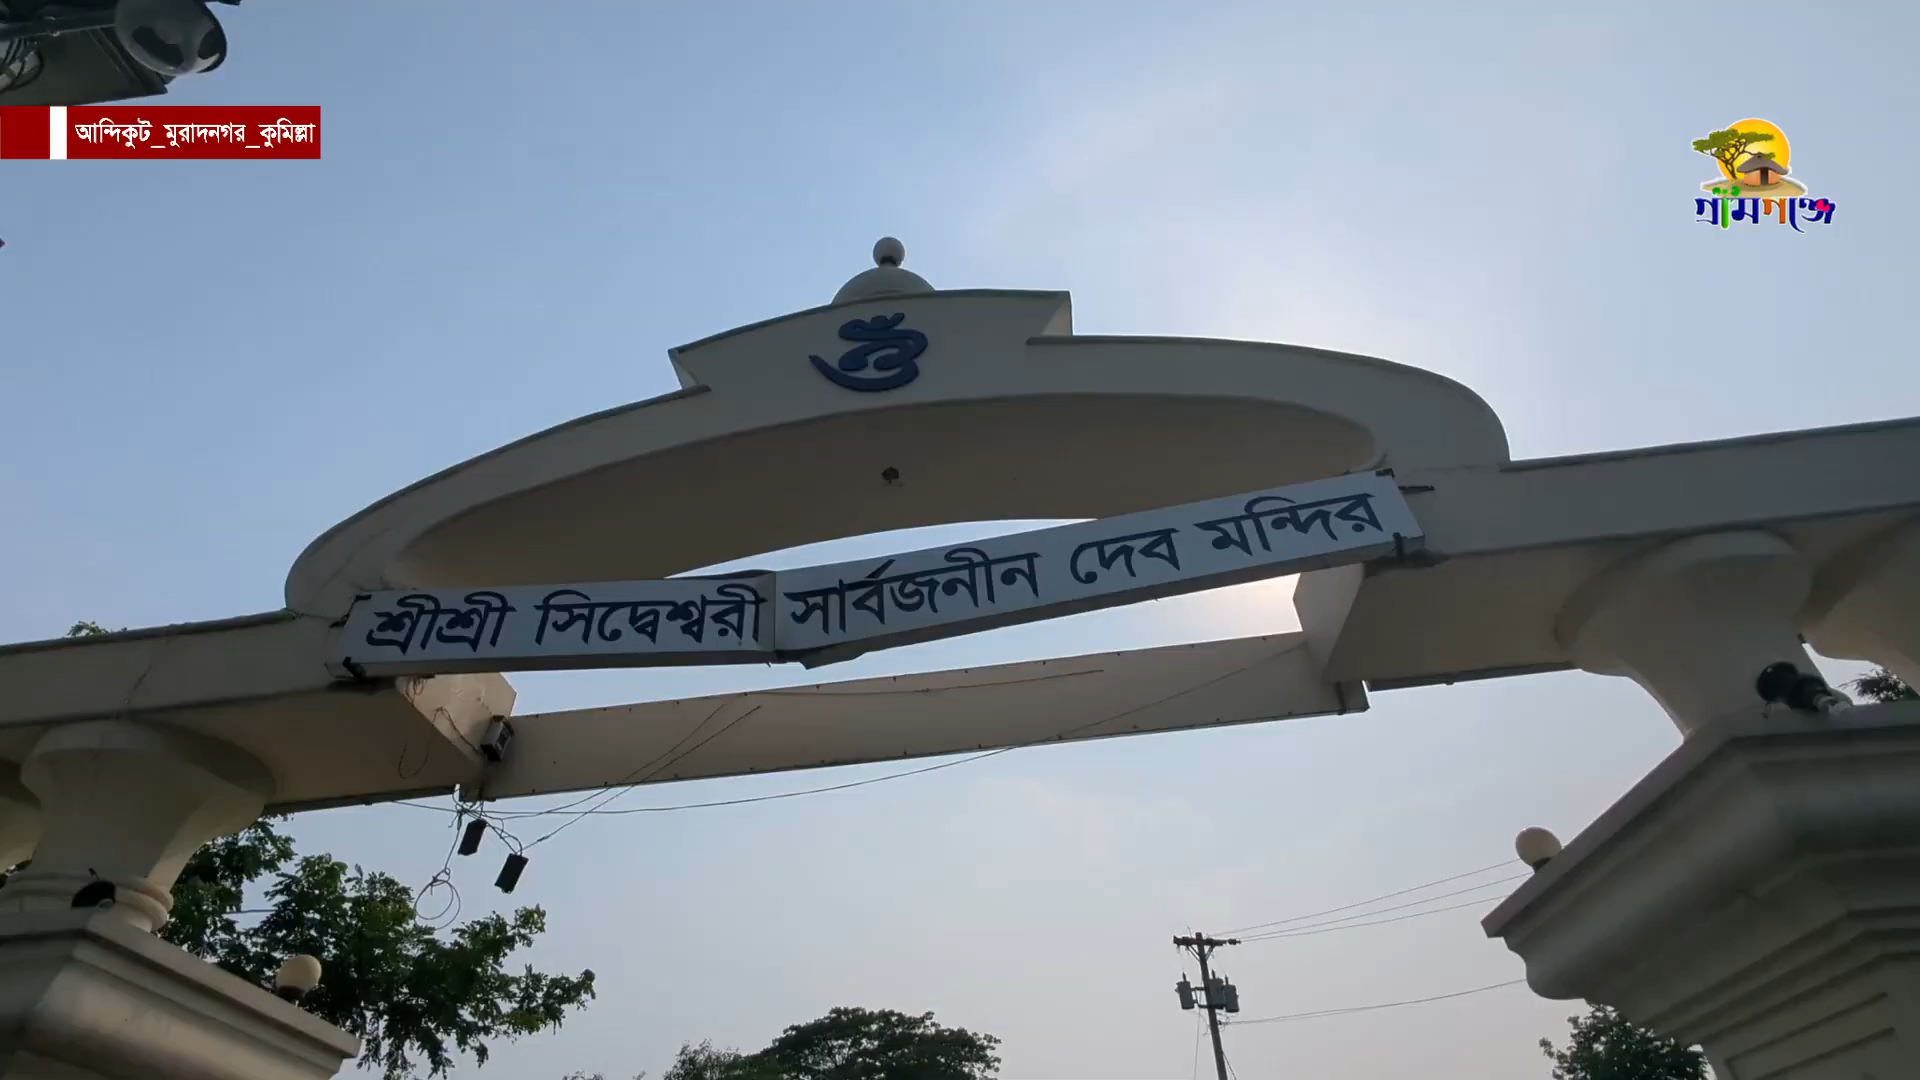 আন্দিকুট_মুরাদনগর_কুমিল্লা
গ্রামগঞ্জে
ওঁ
শ্রীশ্রী সিদ্বেশ্বরী সার্বজনীন দেব মন্দির